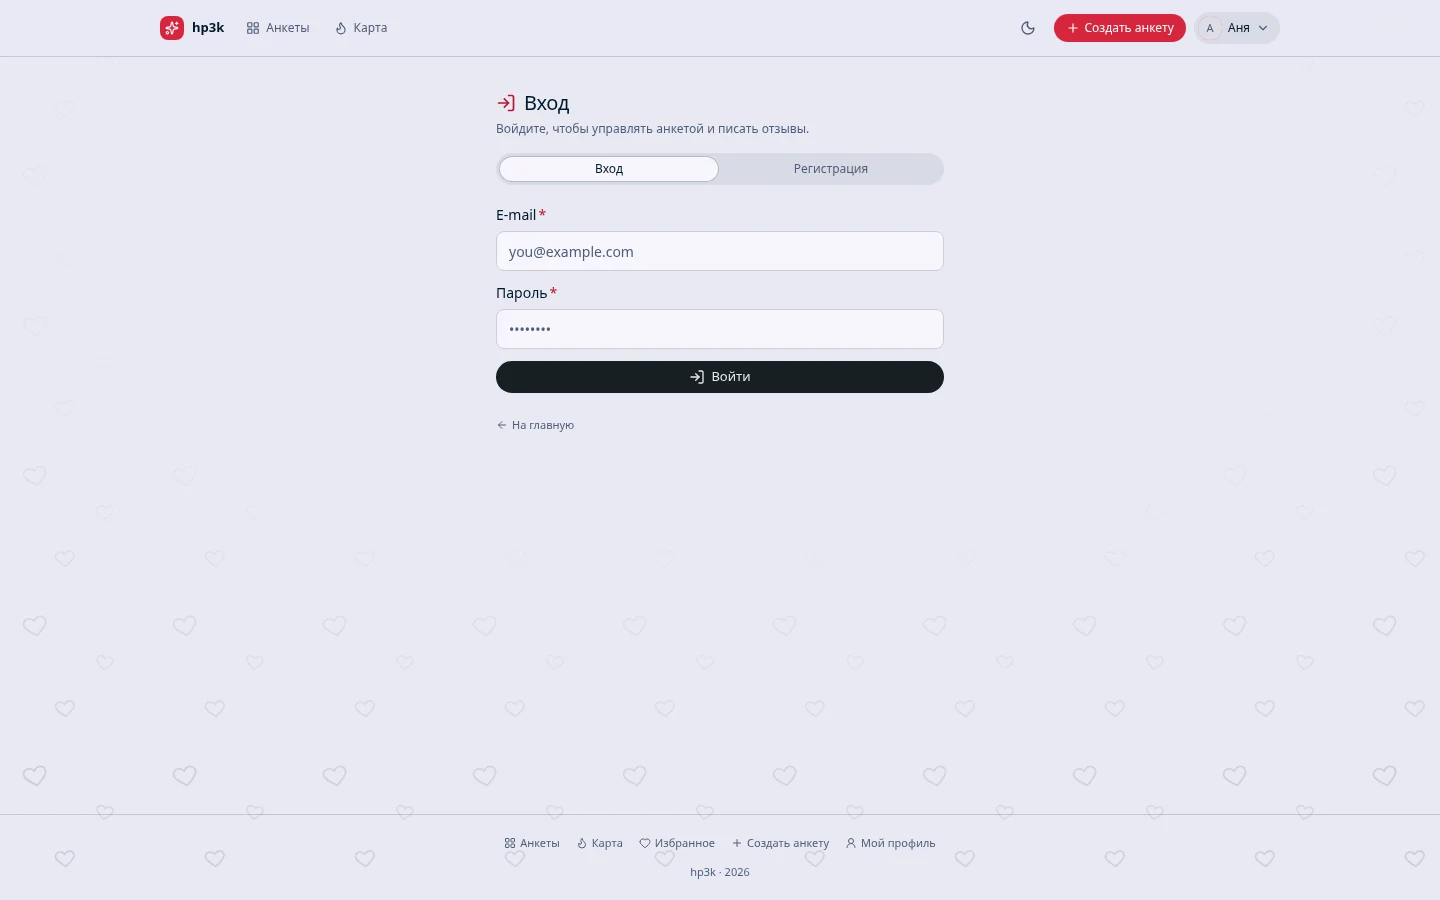 hp3k Анкеты Карта Создать анкету А Аня
Вход
Войдите, чтобы управлять анкетой и писать отзывы.
Вход Регистрация
E-mail *
you@example.com
Пароль *
••••••••
Войти
На главную
Анкеты Карта Избранное Создать анкету Мой профиль
hp3k · 2026